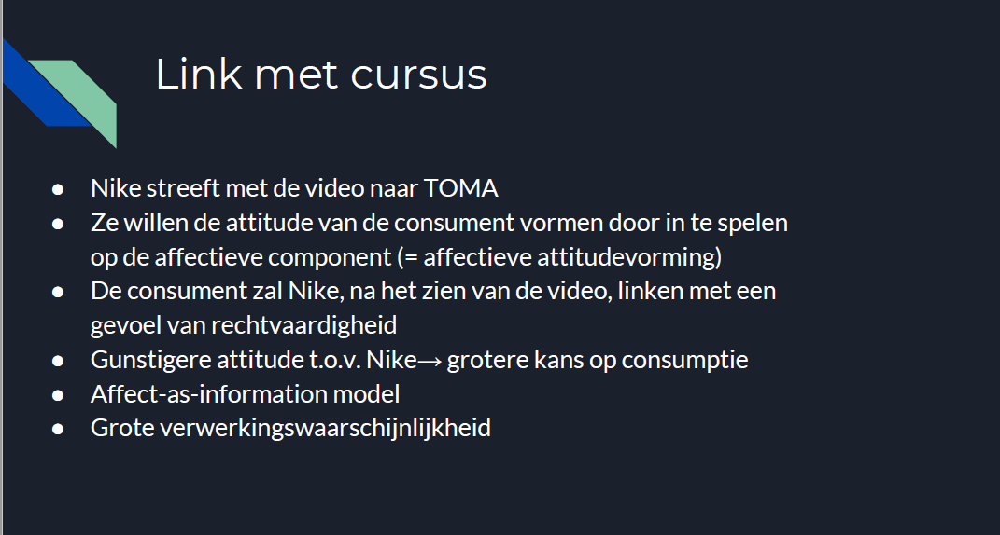 Link met cursus
● Nike streeft met de video naar TOMA
● Ze willen de attitude van de consument vormen door in te spelen
op de affectieve component (= affectieve attitudevorming)
● De consument zal Nike, na het zien van de video, linken met een
gevoel van rechtvaardigheid
● Gunstigere attitude t.o.v. Nike→ grotere kans op consumptie
● Affect-as-information model
● Grote verwerkingswaarschijnlijkheid